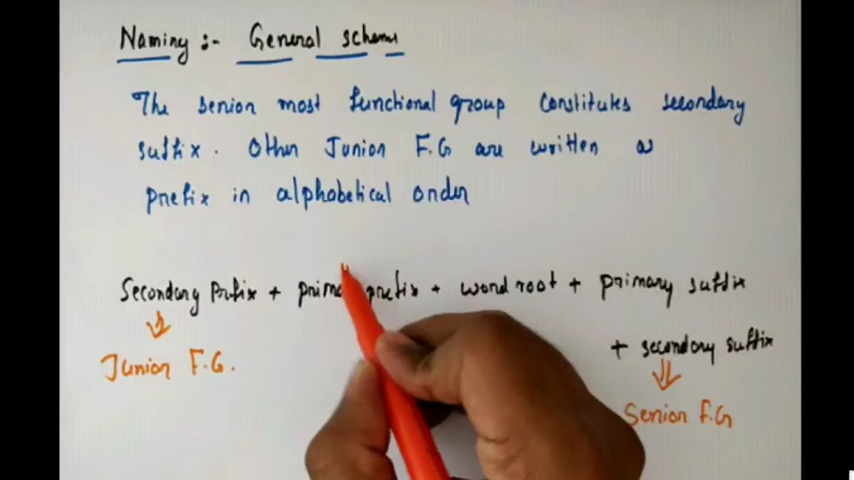 Naming :- General scheme
The senior most functional group constitutes secondary
suffix. Other Junior F.G are written as
prefix in alphabetical order
Secondary Prefix + prefix + word root + primary suffix
+ secondary suffix
Junior F.G.
Senior F.G